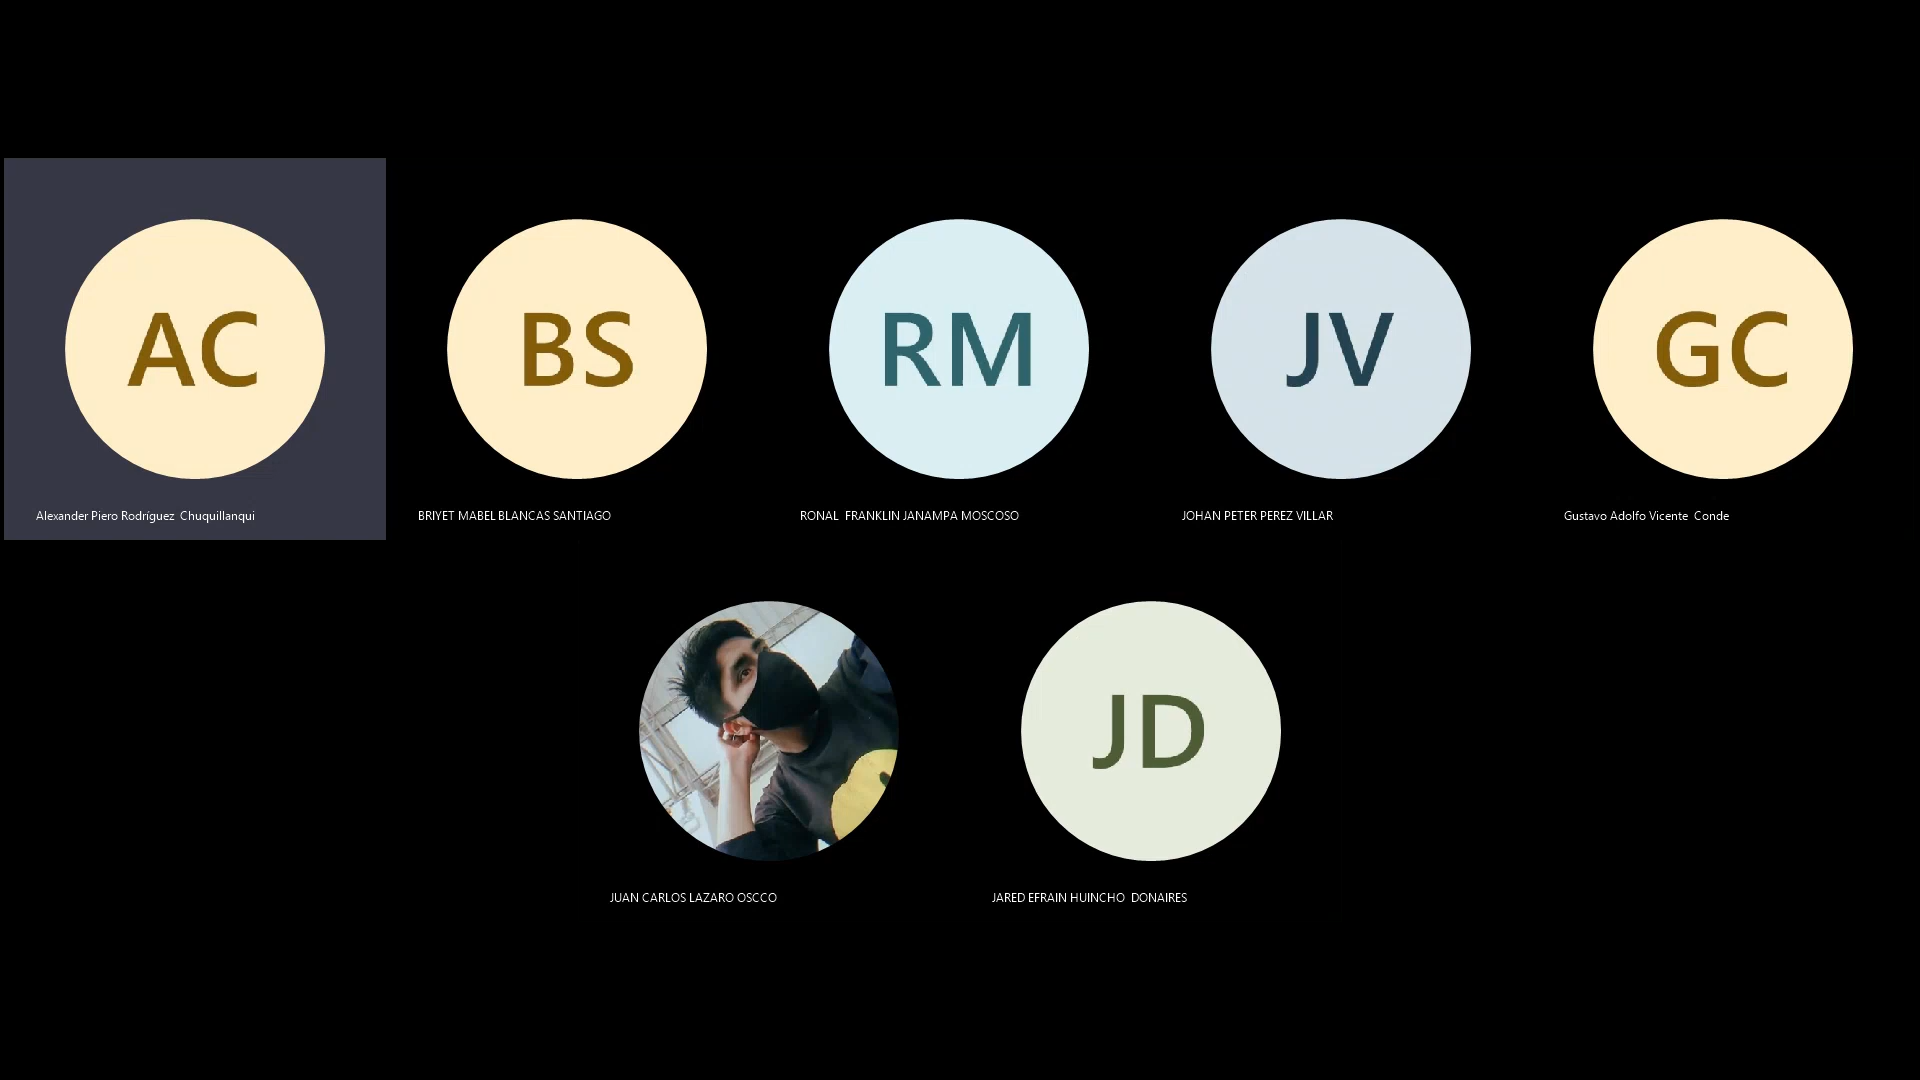 AC
BS
RM
JV
GC
Alexander Piero Rodríguez  Chuquillanqui
BRIYET MABEL BLANCAS SANTIAGO
RONAL  FRANKLIN JANAMPA MOSCOSO
JOHAN PETER PEREZ VILLAR
Gustavo Adolfo Vicente  Conde
JD
JUAN CARLOS LAZARO OSCCO
JARED EFRAIN HUINCHO  DONAIRES